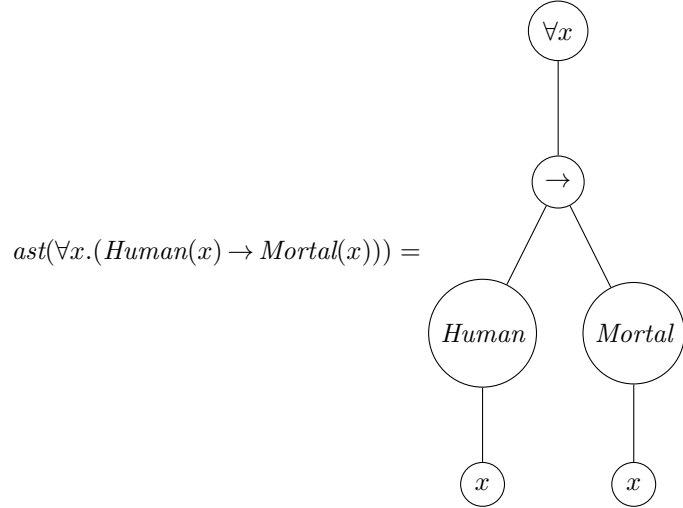 ∀x
→
ast(∀x.(Human(x) → Mortal(x))) =
Human Mortal
x x